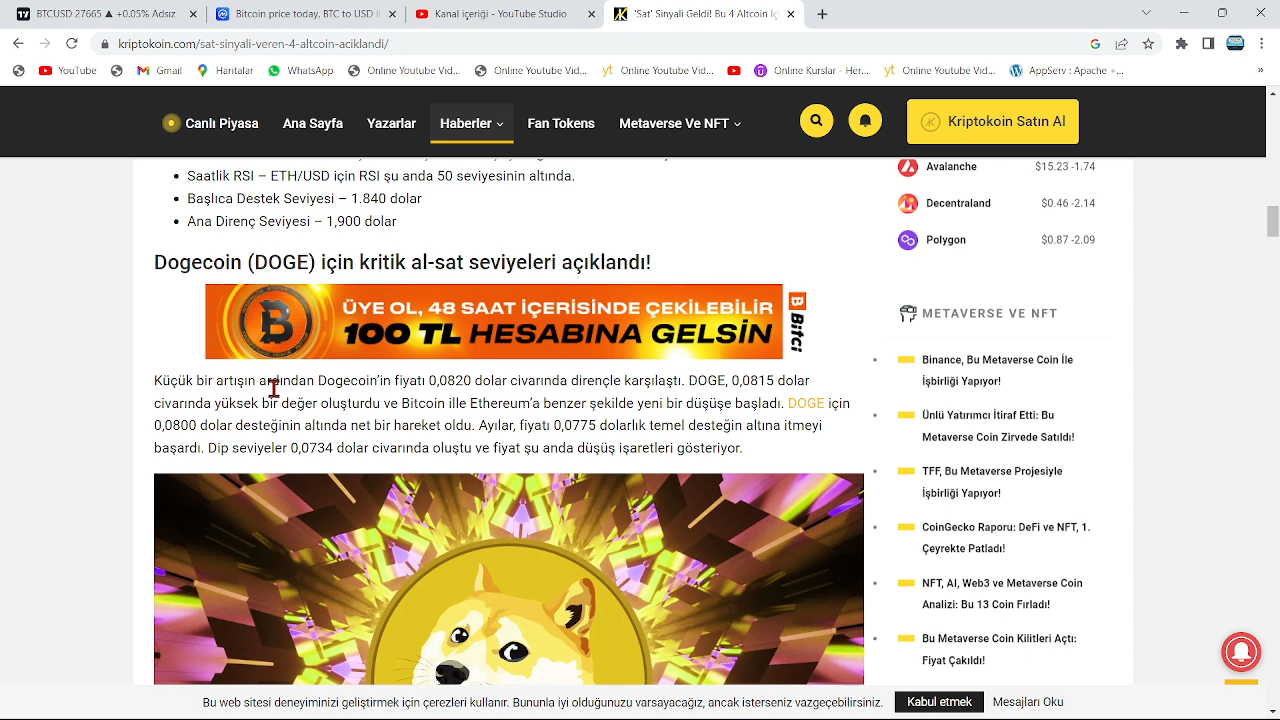 BTCUSD 27665 ▲ +0.05% Adsız
Bitcoin price today, BTC to USD li
Kanal içeriği - YouTube Studio
'Sat' Sinyali Geldi! Bu 4 Altcoin İç
kriptokoin.com/sat-sinyali-veren-4-altcoin-aciklandi/
YouTube
Gmail
Haritalar
WhatsApp
Online Youtube Vid...
Online Youtube Vid...
Online Youtube Vid...
Online Kurslar - Her...
Online Youtube Vid...
AppServ : Apache +...
»
Canlı Piyasa
Ana Sayfa
Yazarlar
Haberler
Fan Tokens
Metaverse Ve NFT
Kriptokoin Satın Al
• Saatlik RSI – ETH/USD için RSI şu anda 50 seviyesinin altında.
• Başlıca Destek Seviyesi – 1.840 dolar
• Ana Direnç Seviyesi – 1,900 dolar
Dogecoin (DOGE) için kritik al-sat seviyeleri açıklandı!
ÜYE OL, 48 SAAT İÇERİSİNDE ÇEKİLEBİLİR
100 TL HESABINA GELSİN
Bitci
Küçük bir artışın ardından Dogecoin’in fiyatı 0,0820 dolar civarında dirençle karşılaştı. DOGE, 0,0815 dolar
civarında yüksek bir değer oluşturdu ve Bitcoin ille Ethereum’a benzer şekilde yeni bir düşüşe başladı. DOGE için
0,0800 dolar desteğinin altında net bir hareket oldu. Ayılar, fiyatı 0,0775 dolarlık temel desteğin altına itmeyi
başardı. Dip seviyeler 0,0734 dolar civarında oluştu ve fiyat şu anda düşüş işaretleri gösteriyor.
Avalanche $15.23 -1.74
Decentraland $0.46 -2.14
Polygon $0.87 -2.09
METAVERSE VE NFT
Binance, Bu Metaverse Coin İle
İşbirliği Yapıyor!
Ünlü Yatırımcı İtiraf Etti: Bu
Metaverse Coin Zirvede Satıldı!
TFF, Bu Metaverse Projesiyle
İşbirliği Yapıyor!
CoinGecko Raporu: DeFi ve NFT, 1.
Çeyrekte Patladı!
NFT, AI, Web3 ve Metaverse Coin
Analizi: Bu 13 Coin Fırladı!
Bu Metaverse Coin Kilitleri Açtı:
Fiyat Çakıldı!
Bu site deneyiminizi geliştirmek için çerezleri kullanır. Bununla iyi olduğunuzu varsayacağız, ancak isterseniz vazgeçebilirsiniz.
Kabul etmek
Mesajları Oku